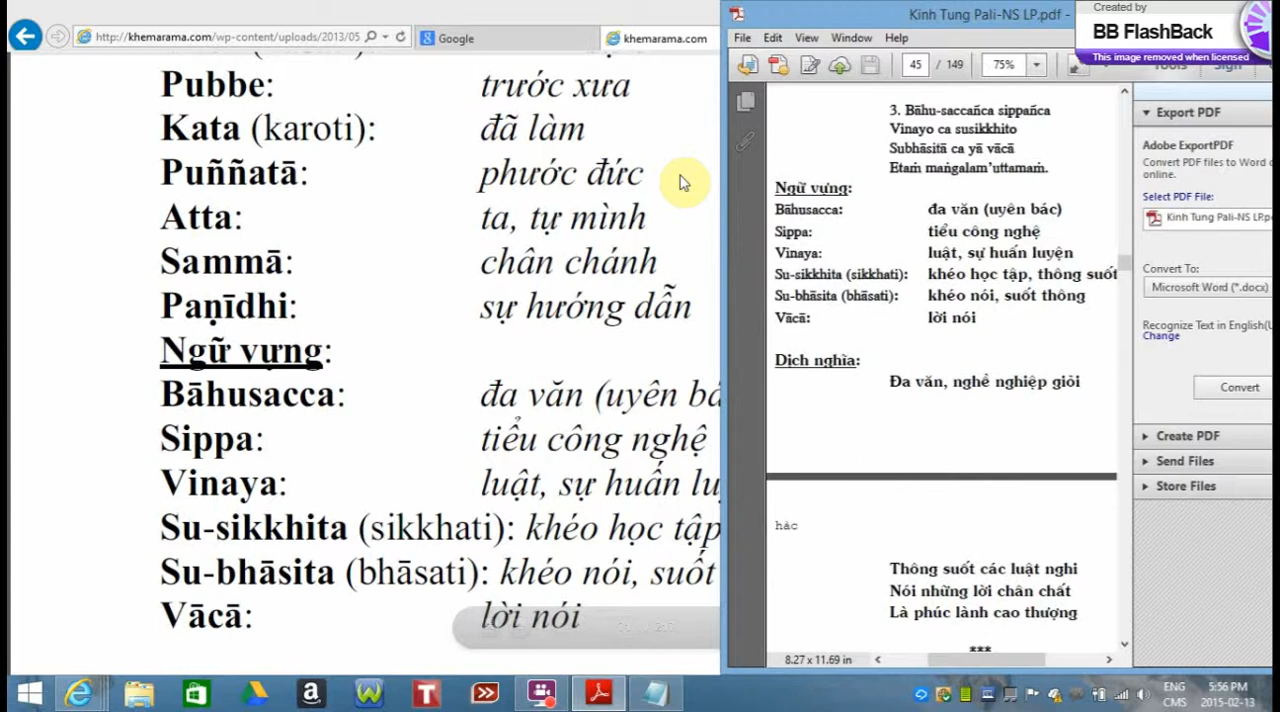 http://khemarama.com/wp-content/uploads/2013/05
Google
khemarama.com
Pubbe: trước xưa
Kata (karoti): đã làm
Puññatā: phước đức
Atta: ta, tự mình
Sammā: chân chánh
Paṇīdhi: sự hướng dẫn
Ngữ vựng:
Bāhusacca: đa văn (uyên bá
Sippa: tiểu công nghệ
Vinaya: luật, sự huấn lu
Su-sikkhita (sikkhati): khéo học tập
Su-bhāsita (bhāsati): khéo nói, suốt
Vācā: lời nói
Kinh Tung Pali-NS LP.pdf -
Created by
BB FlashBack
This image removed when licensed
File Edit View Window Help
45 / 149 75%
Tools Sign
3. Bāhu-saccañca sippañca
Vinayo ca susikkhito
Subhāsitā ca yā vācā
Etaṁ maṅgalam'uttamaṁ.
Ngữ vựng:
Bāhusacca: đa văn (uyên bác)
Sippa: tiểu công nghệ
Vinaya: luật, sự huấn luyện
Su-sikkhita (sikkhati): khéo học tập, thông suốt
Su-bhāsita (bhāsati): khéo nói, suốt thông
Vācā: lời nói
Dịch nghĩa:
Đa văn, nghề nghiệp giỏi
hàc
Thông suốt các luật nghi
Nói những lời chân chất
Là phúc lành cao thượng
***
8.27 x 11.69 in
Export PDF
Adobe ExportPDF
Convert PDF files to Word o
online.
Select PDF File:
Kinh Tung Pali-NS LP.p
Convert To:
Microsoft Word (*.docx)
Recognize Text in English(U
Change
Convert
Create PDF
Send Files
Store Files
ENG
CMS
5:56 PM
2015-02-13